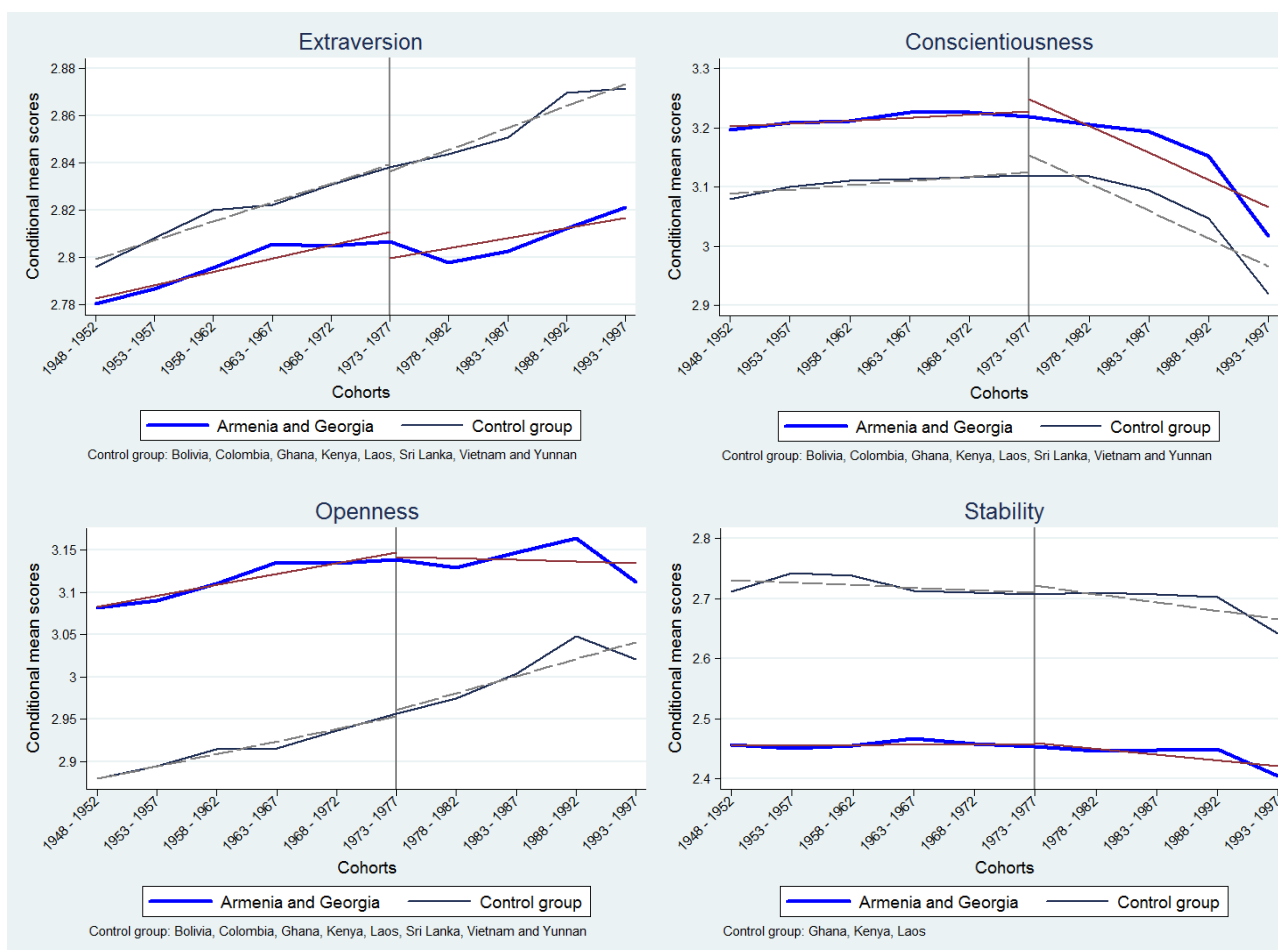 Extraversion
Conditional mean scores
2.88
2.86
2.84
2.82
2.8
2.78
1948 - 1952
1953 - 1957
1958 - 1962
1963 - 1967
1968 - 1972
1973 - 1977
1978 - 1982
1983 - 1987
1988 - 1992
1993 - 1997
Cohorts
Armenia and Georgia
Control group
Control group: Bolivia, Colombia, Ghana, Kenya, Laos, Sri Lanka, Vietnam and Yunnan
Conscientiousness
Conditional mean scores
3.3
3.2
3.1
3
2.9
1948 - 1952
1953 - 1957
1958 - 1962
1963 - 1967
1968 - 1972
1973 - 1977
1978 - 1982
1983 - 1987
1988 - 1992
1993 - 1997
Cohorts
Armenia and Georgia
Control group
Control group: Bolivia, Colombia, Ghana, Kenya, Laos, Sri Lanka, Vietnam and Yunnan
Openness
Conditional mean scores
3.15
3.1
3.05
3
2.95
2.9
1948 - 1952
1953 - 1957
1958 - 1962
1963 - 1967
1968 - 1972
1973 - 1977
1978 - 1982
1983 - 1987
1988 - 1992
1993 - 1997
Cohorts
Armenia and Georgia
Control group
Control group: Bolivia, Colombia, Ghana, Kenya, Laos, Sri Lanka, Vietnam and Yunnan
Stability
Conditional mean scores
2.8
2.7
2.6
2.5
2.4
1948 - 1952
1953 - 1957
1958 - 1962
1963 - 1967
1968 - 1972
1973 - 1977
1978 - 1982
1983 - 1987
1988 - 1992
1993 - 1997
Cohorts
Armenia and Georgia
Control group
Control group: Ghana, Kenya, Laos